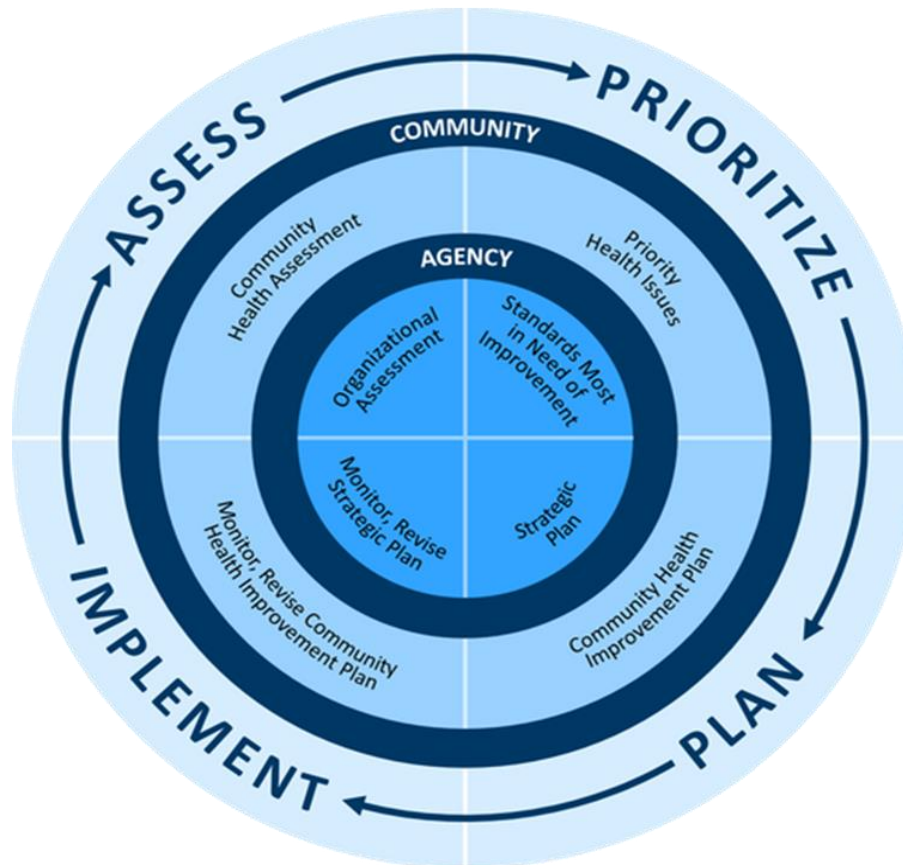 ASSESS
PRIORITIZE
COMMUNITY
Community
Health Assessment
Priority
Health Issues
AGENCY
Organizational
Assessment
Standards Most
in Need of
Improvement
Monitor, Revise
Strategic Plan
Strategic
Plan
Monitor, Revise Community
Health Improvement Plan
Community Health
Improvement Plan
IMPLEMENT
PLAN